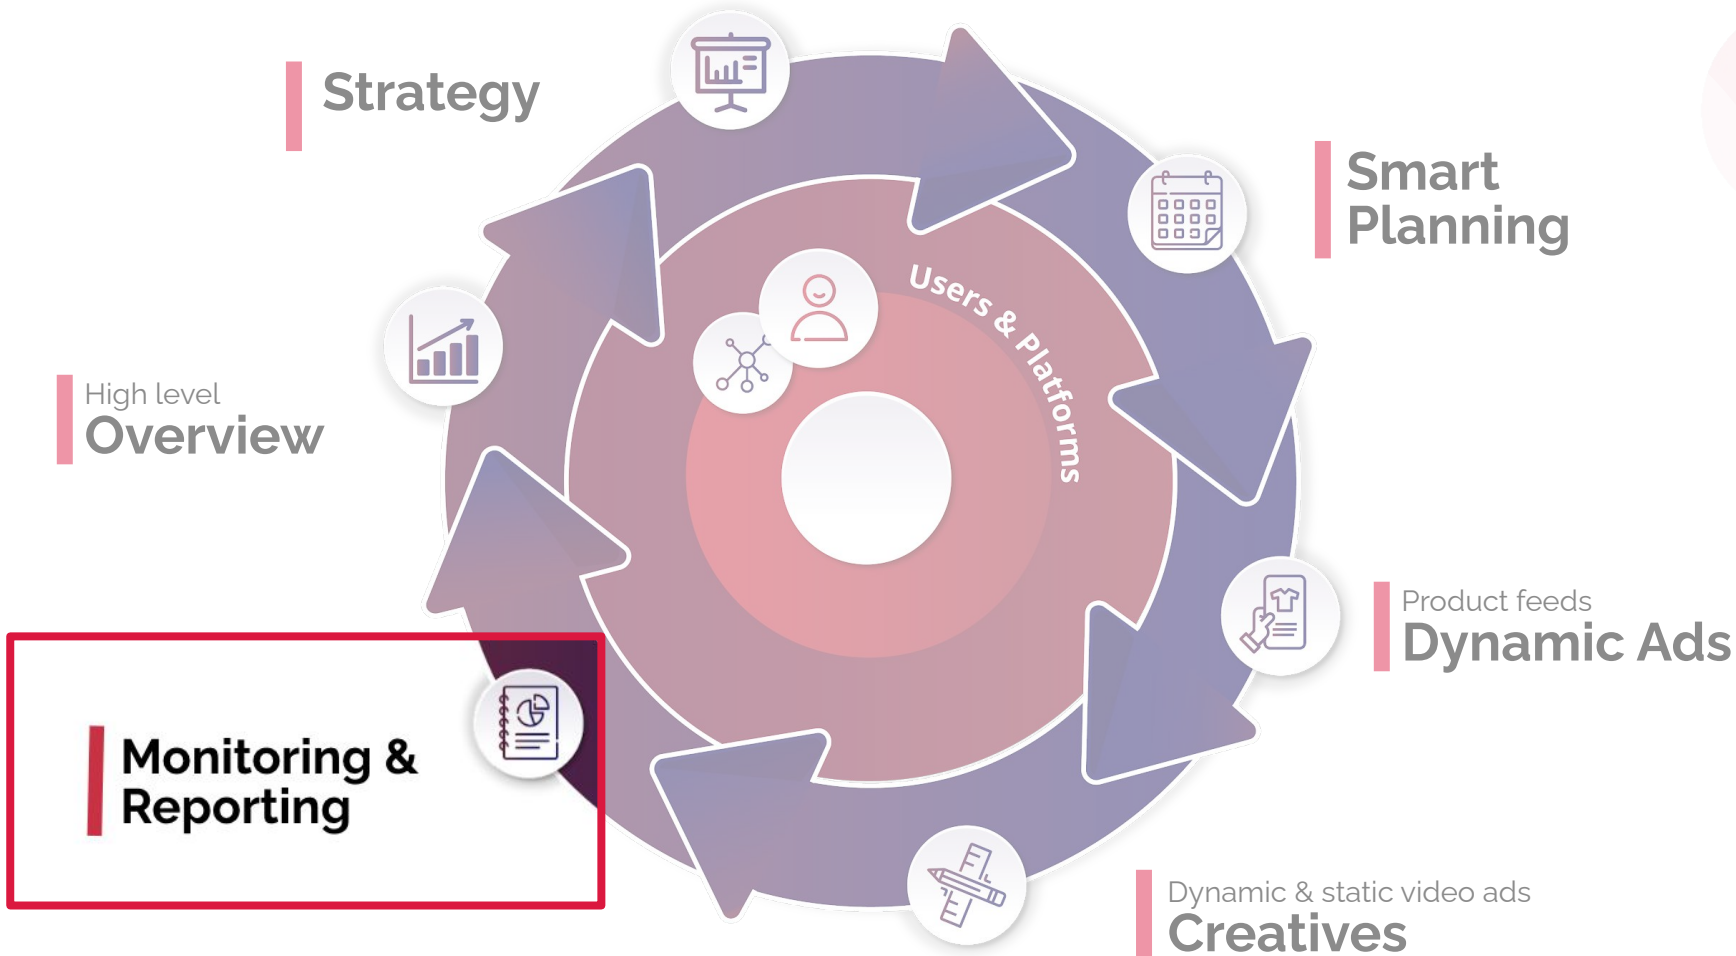 Strategy
Smart
Planning
Users & Platforms
High level
Overview
Product feeds
Dynamic Ads
Monitoring &
Reporting
Dynamic & static video ads
Creatives